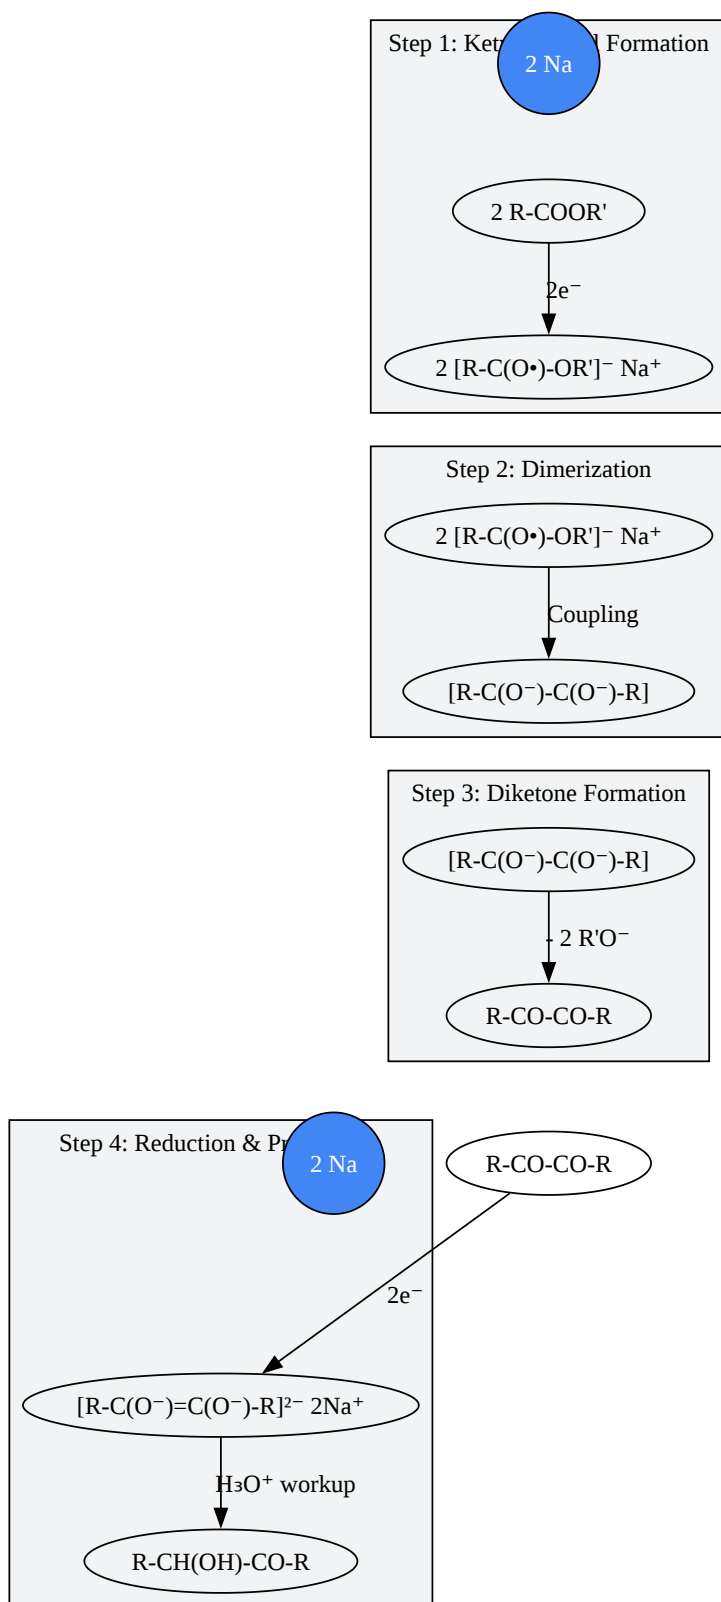 Step 1: Ket Formation
2 Na
2 R-COOR'
2e⁻
2 [R-C(O•)-OR']⁻ Na⁺
Step 2: Dimerization
2 [R-C(O•)-OR']⁻ Na⁺
Coupling
[R-C(O⁻)-C(O⁻)-R]
Step 3: Diketone Formation
[R-C(O⁻)-C(O⁻)-R]
- 2 R'O⁻
R-CO-CO-R
Step 4: Reduction &
2 Na
R-CO-CO-R
2e⁻
[R-C(O⁻)=C(O⁻)-R]²⁻ 2Na⁺
H₃O⁺ workup
R-CH(OH)-CO-R